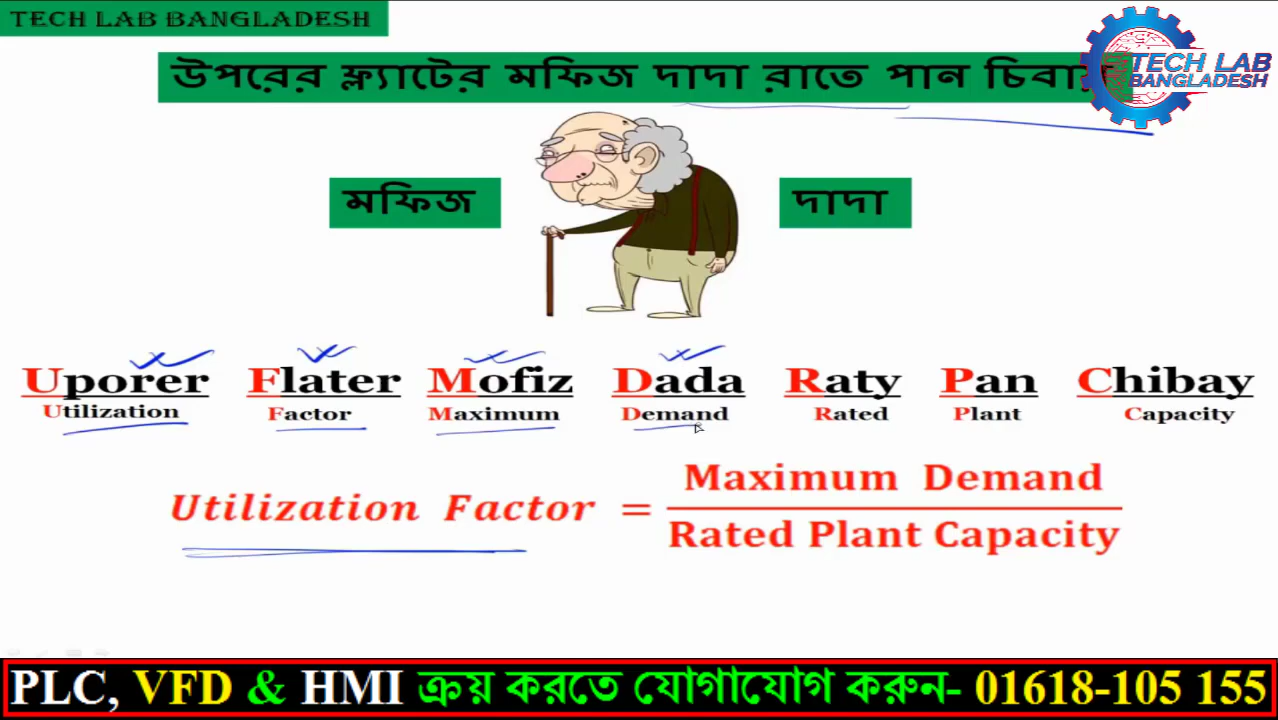 TECH LAB BANGLADESH
TECH LAB
BANGLADESH
উপরের ফ্ল্যাটের মফিজ দাদা রাতে পান
মফিজ
দাদা
Uporer Flater Mofiz Dada Raty Pan Chibay
Utilization Factor Maximum Demand Rated Plant Capacity
Utilization Factor = Maximum Demand
Rated Plant Capacity
PLC, VFD & HMI ক্রয় করতে যোগাযোগ করুন- 01618-105 155